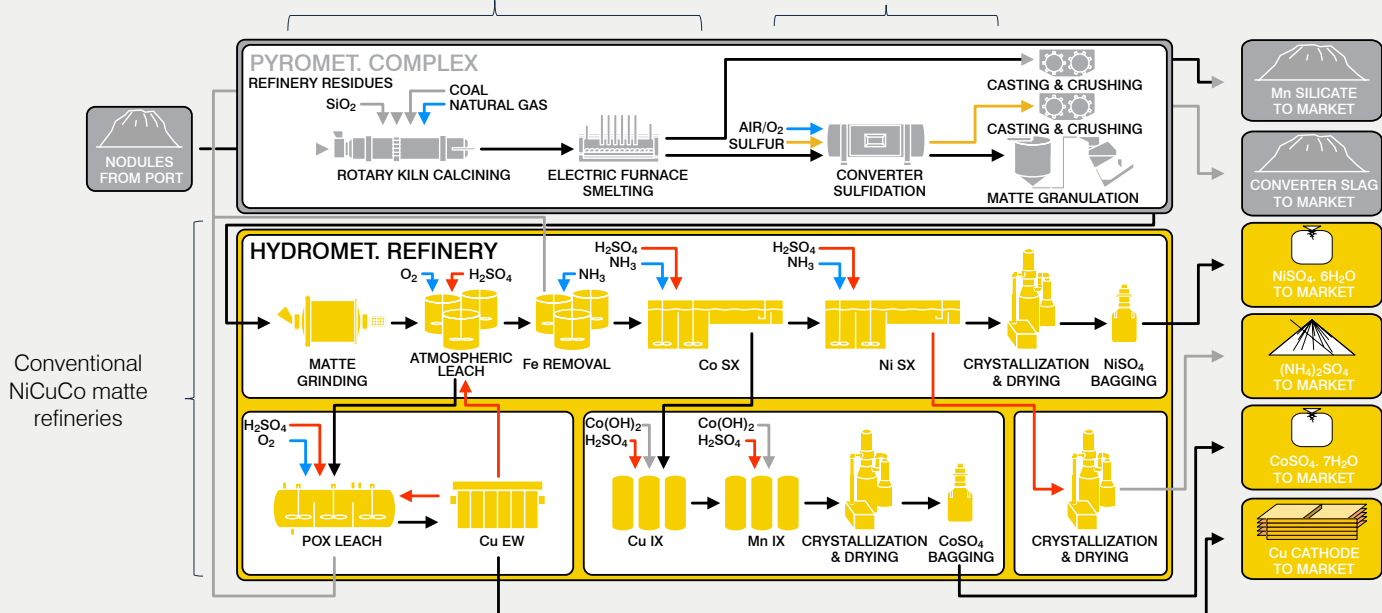 PYROMET. COMPLEX
REFINERY RESIDUES
COAL
SiO₂
NATURAL GAS
ROTARY KILN CALCINING
ELECTRIC FURNACE
SMELTING
AIR/O₂
SULFUR
CONVERTER
SULFIDATION
CASTING & CRUSHING
CASTING & CRUSHING
MATTE GRANULATION
NODULES
FROM PORT
Mn SILICATE
TO MARKET
CONVERTER SLAG
TO MARKET
Conventional
NiCuCo matte
refineries
HYDROMET. REFINERY
O₂
H₂SO₄
NH₃
H₂SO₄
NH₃
H₂SO₄
NH₃
MATTE
GRINDING
ATMOSPHERIC
LEACH
Fe REMOVAL
Co SX
Ni SX
CRYSTALLIZATION
& DRYING
NiSO₄
BAGGING
NiSO₄. 6H₂O
TO MARKET
(NH₄)₂SO₄
TO MARKET
H₂SO₄
O₂
POX LEACH
Cu EW
Co(OH)₂
H₂SO₄
Co(OH)₂
H₂SO₄
Cu IX
Mn IX
CRYSTALLIZATION
& DRYING
CoSO₄
BAGGING
CRYSTALLIZATION
& DRYING
CoSO₄. 7H₂O
TO MARKET
Cu CATHODE
TO MARKET